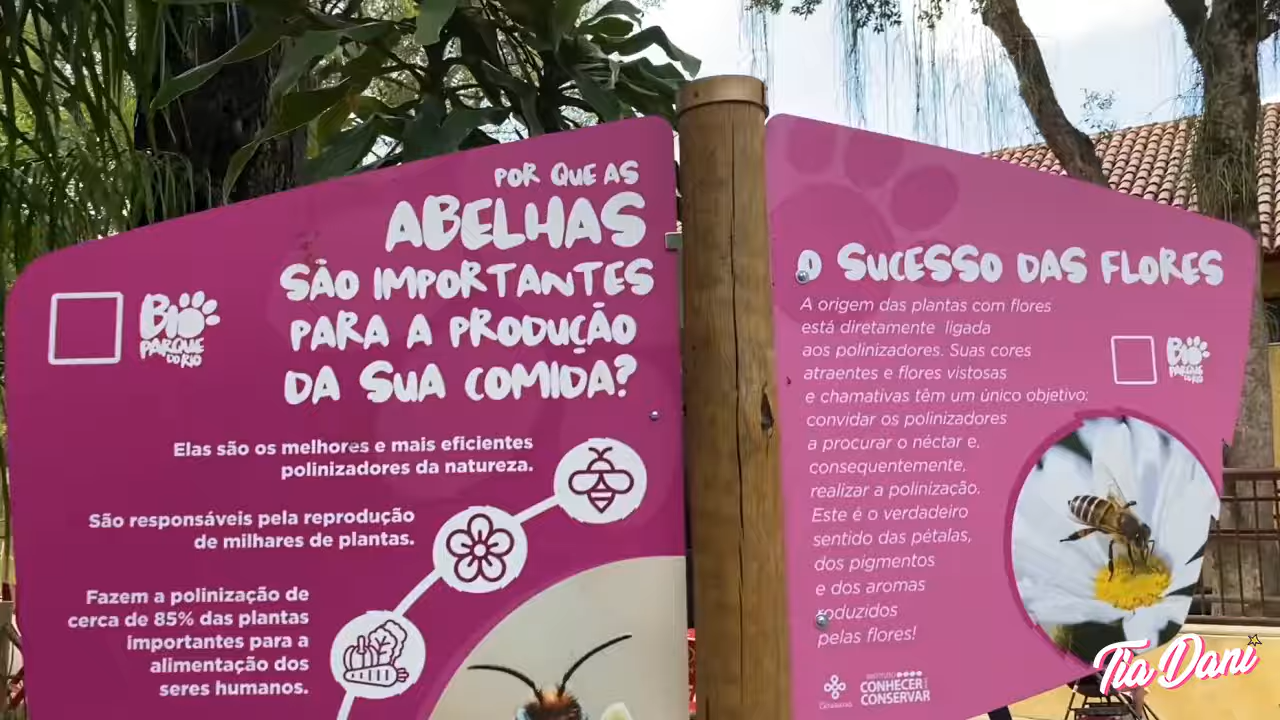 POR QUE AS
ABELHAS
SÃO IMPORTANTES
PARA A PRODUÇÃO
DA SUA COMIDA?
BIO
PARQUE
DO RIO
Elas são os melhores e mais eficientes
polinizadores da natureza.
São responsáveis pela reprodução
de milhares de plantas.
Fazem a polinização de
cerca de 85% das plantas
importantes para a
alimentação dos
seres humanos.
O SUCESSO DAS FLORES
A origem das plantas com flores
está diretamente ligada
aos polinizadores. Suas cores
atraentes e flores vistosas
e chamativas têm um único objetivo:
convidar os polinizadores
a procurar o néctar e,
consequentemente,
realizar a polinização.
Este é o verdadeiro
sentido das pétalas,
dos pigmentos
e dos aromas
roduzidos
pelas flores!
BIO
PARQUE
DO RIO
INSTITUTO
CONHECER
CONSERVAR
Tia Dani